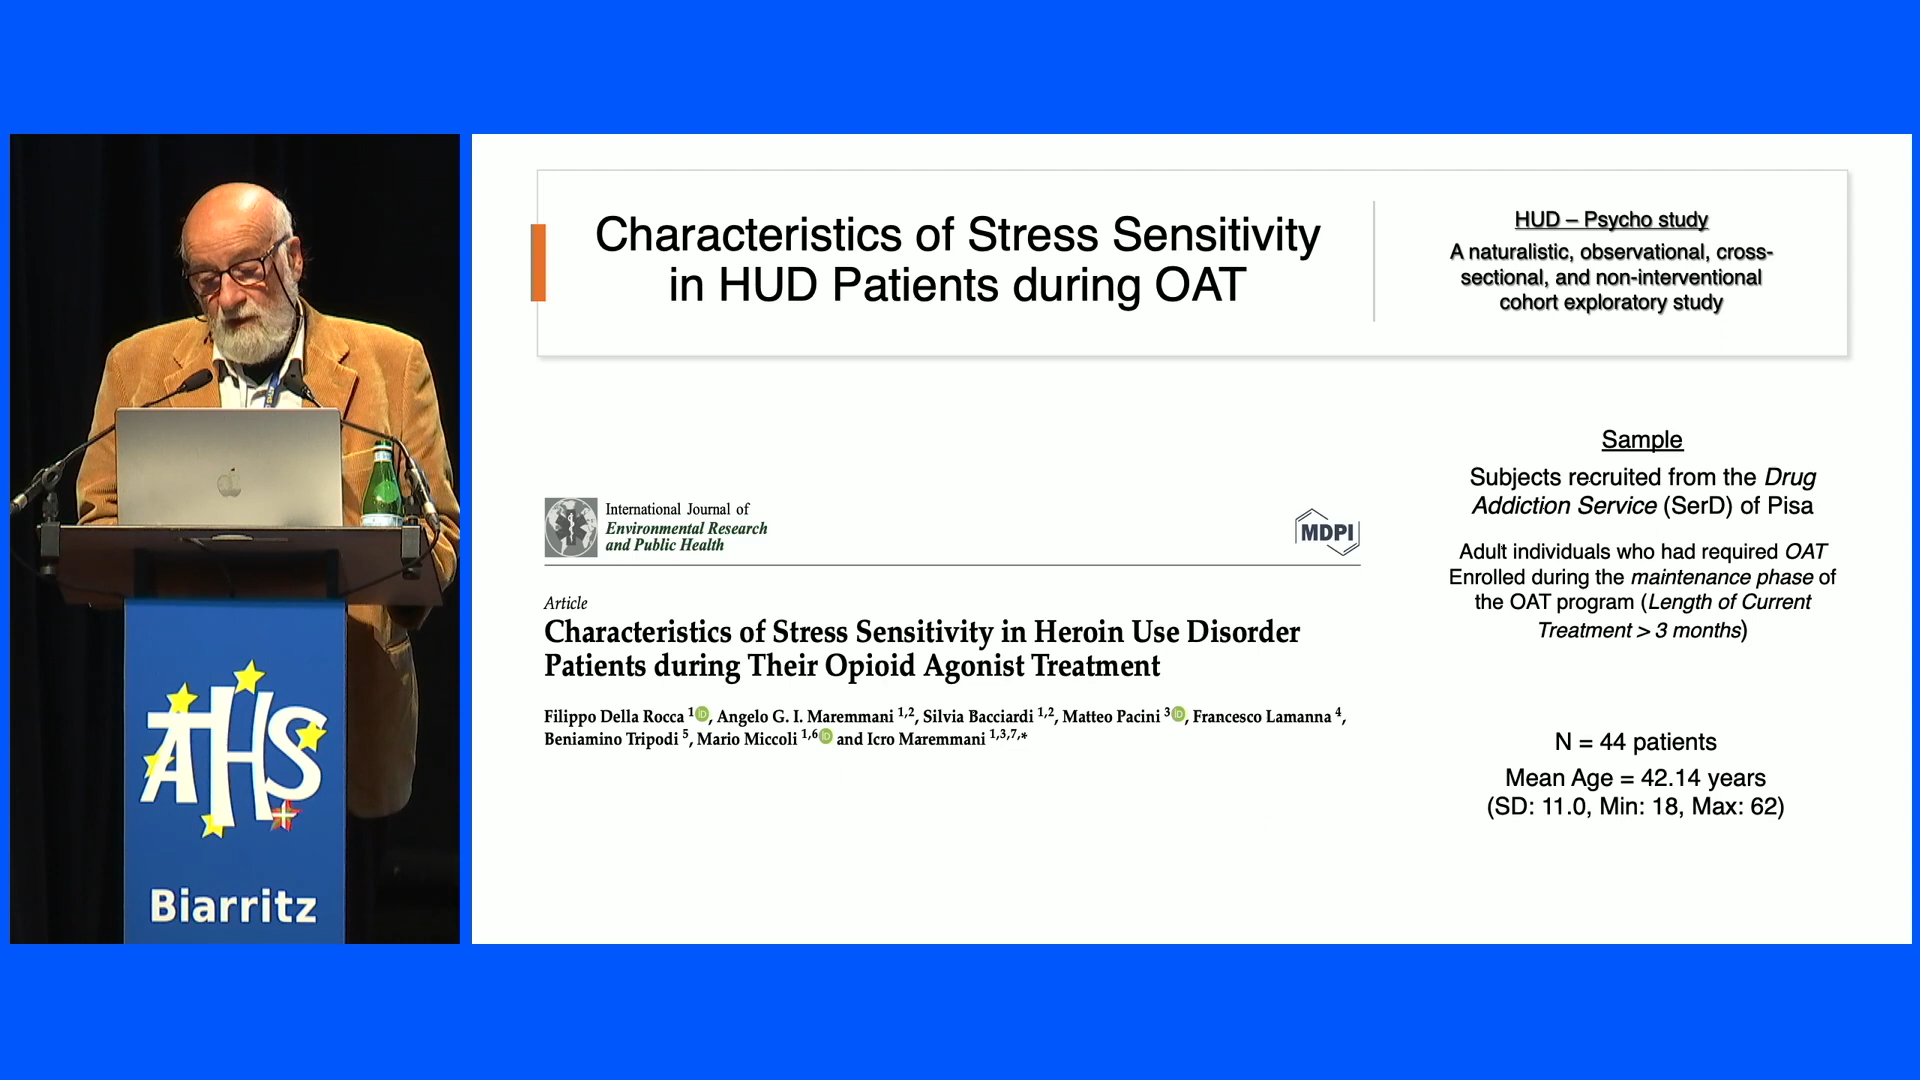 Characteristics of Stress Sensitivity
in HUD Patients during OAT
HUD – Psycho study
A naturalistic, observational, cross-
sectional, and non-interventional
cohort exploratory study
International Journal of
Environmental Research
and Public Health
MDPI
Article
Characteristics of Stress Sensitivity in Heroin Use Disorder
Patients during Their Opioid Agonist Treatment
Filippo Della Rocca 1 iD, Angelo G. I. Maremmani 1,2, Silvia Bacciardi 1,2, Matteo Pacini 3 iD, Francesco Lamanna 4,
Beniamino Tripodi 5, Mario Miccoli 1,6 iD and Icro Maremmani 1,3,7,*
Sample
Subjects recruited from the Drug
Addiction Service (SerD) of Pisa
Adult individuals who had required OAT
Enrolled during the maintenance phase of
the OAT program (Length of Current
Treatment > 3 months)
N = 44 patients
Mean Age = 42.14 years
(SD: 11.0, Min: 18, Max: 62)
AHS
Biarritz